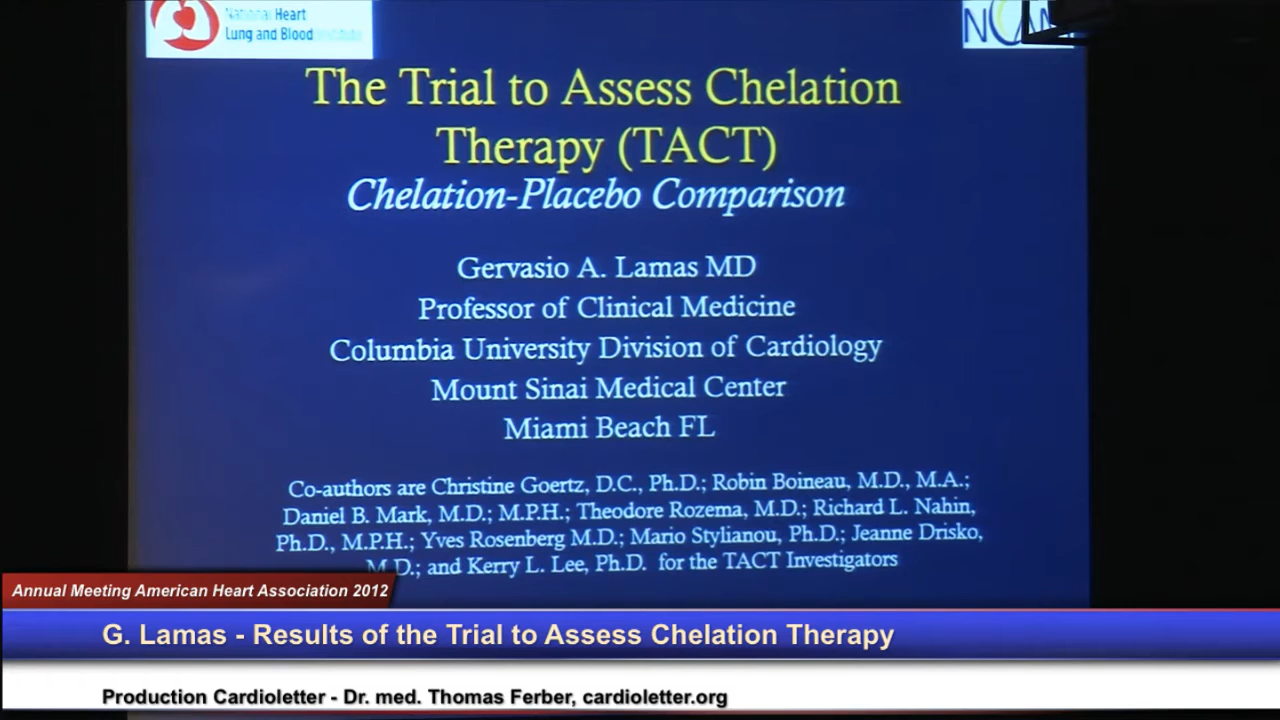 National Heart
Lung and Blood Institute
The Trial to Assess Chelation
Therapy (TACT)
Chelation-Placebo Comparison
Gervasio A. Lamas MD
Professor of Clinical Medicine
Columbia University Division of Cardiology
Mount Sinai Medical Center
Miami Beach FL
Co-authors are Christine Goertz, D.C., Ph.D.; Robin Boineau, M.D., M.A.;
Daniel B. Mark, M.D.; M.P.H.; Theodore Rozema, M.D.; Richard L. Nahin,
Ph.D., M.P.H.; Yves Rosenberg M.D.; Mario Stylianou, Ph.D.; Jeanne Drisko,
M.D.; and Kerry L. Lee, Ph.D. for the TACT Investigators
Annual Meeting American Heart Association 2012
G. Lamas - Results of the Trial to Assess Chelation Therapy
Production Cardioletter - Dr. med. Thomas Ferber, cardioletter.org